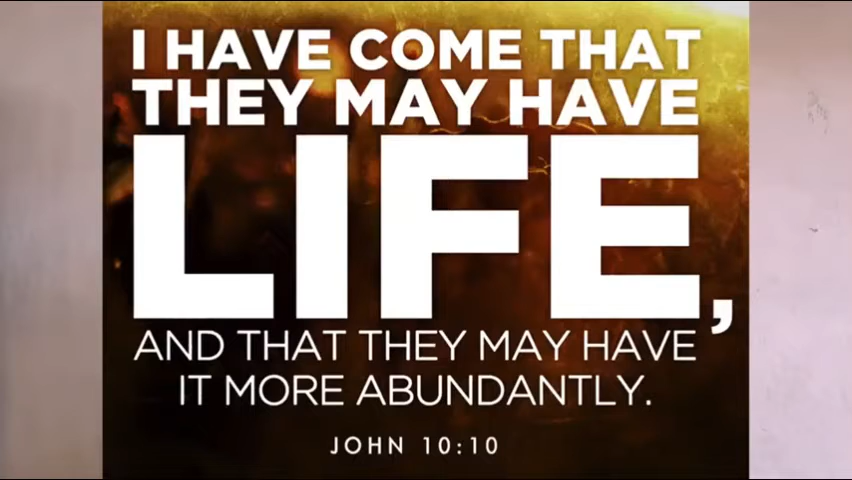 I HAVE COME THAT
THEY MAY HAVE
LIFE,
AND THAT THEY MAY HAVE
IT MORE ABUNDANTLY.
JOHN 10:10